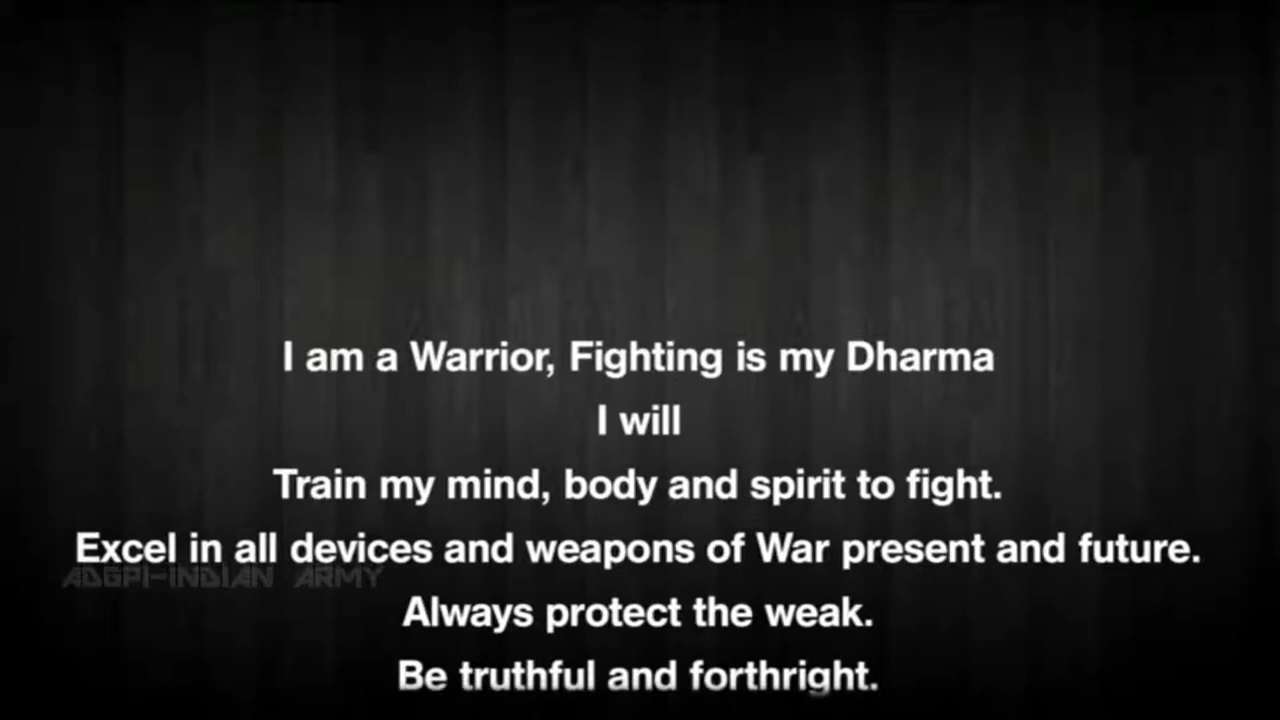 I am a Warrior, Fighting is my Dharma
I will
Train my mind, body and spirit to fight.
Excel in all devices and weapons of War present and future.
ADGPI-INDIAN ARMY
Always protect the weak.
Be truthful and forthright.